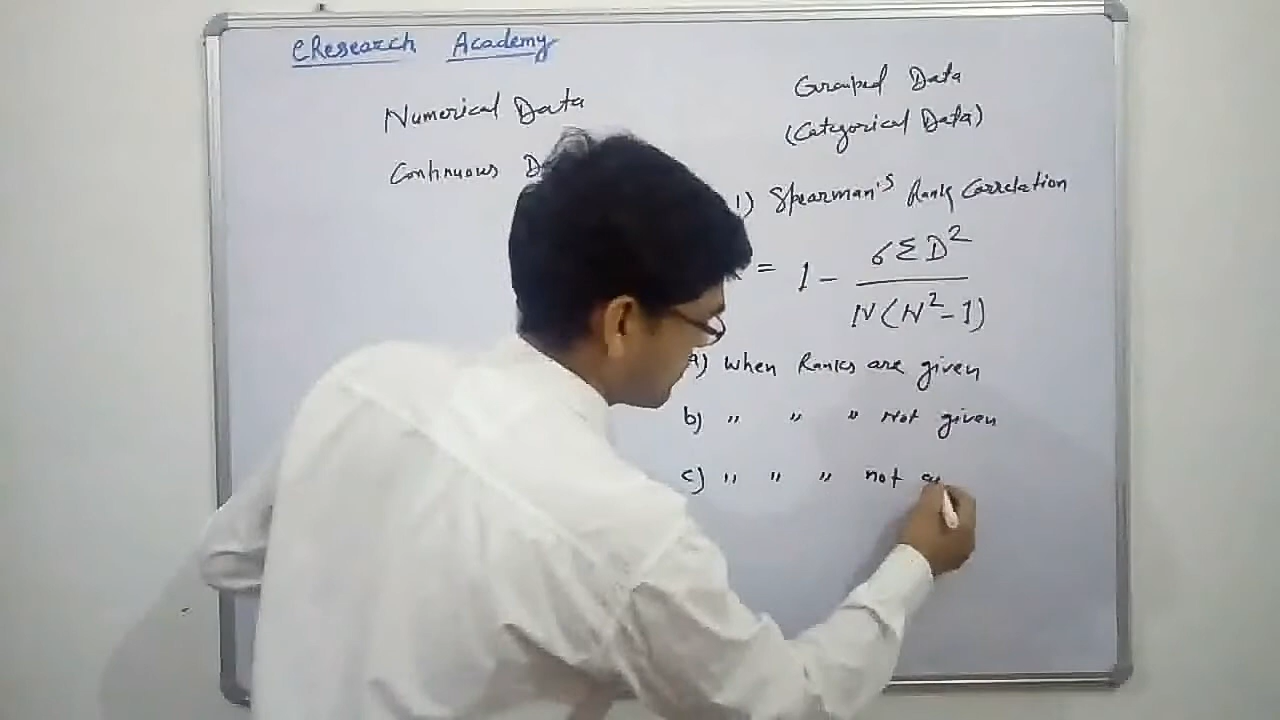 eResearch Academy
Numerical Data
Continuous
Grouped Data
(Categorical Data)
1) Spearman's Rank Correlation
= 1 - 6ΣD²/N(N²-1)
a) when Ranks are given
b) " " " Not given
c) " " " not